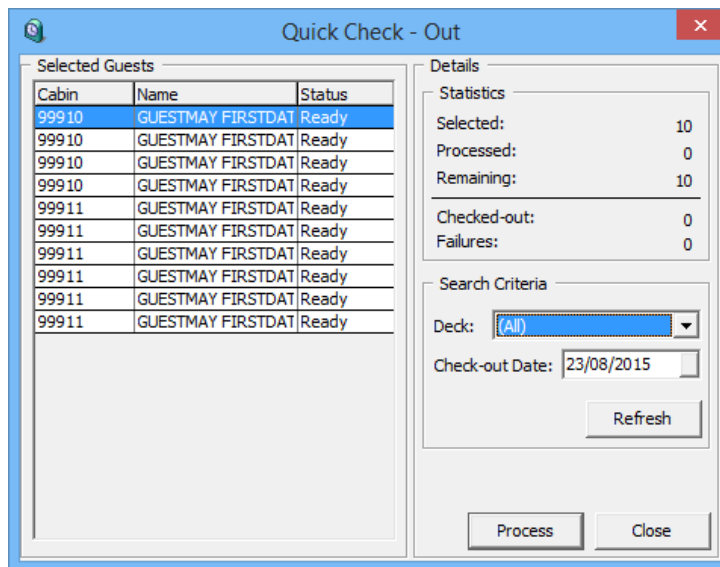 Quick Check - Out
Selected Guests
Cabin Name Status
99910 GUESTMAY FIRSTDAT Ready
99910 GUESTMAY FIRSTDAT Ready
99910 GUESTMAY FIRSTDAT Ready
99910 GUESTMAY FIRSTDAT Ready
99911 GUESTMAY FIRSTDAT Ready
99911 GUESTMAY FIRSTDAT Ready
99911 GUESTMAY FIRSTDAT Ready
99911 GUESTMAY FIRSTDAT Ready
99911 GUESTMAY FIRSTDAT Ready
99911 GUESTMAY FIRSTDAT Ready
Details
Statistics
Selected: 10
Processed: 0
Remaining: 10
Checked-out: 0
Failures: 0
Search Criteria
Deck: (All)
Check-out Date: 23/08/2015
Refresh
Process Close